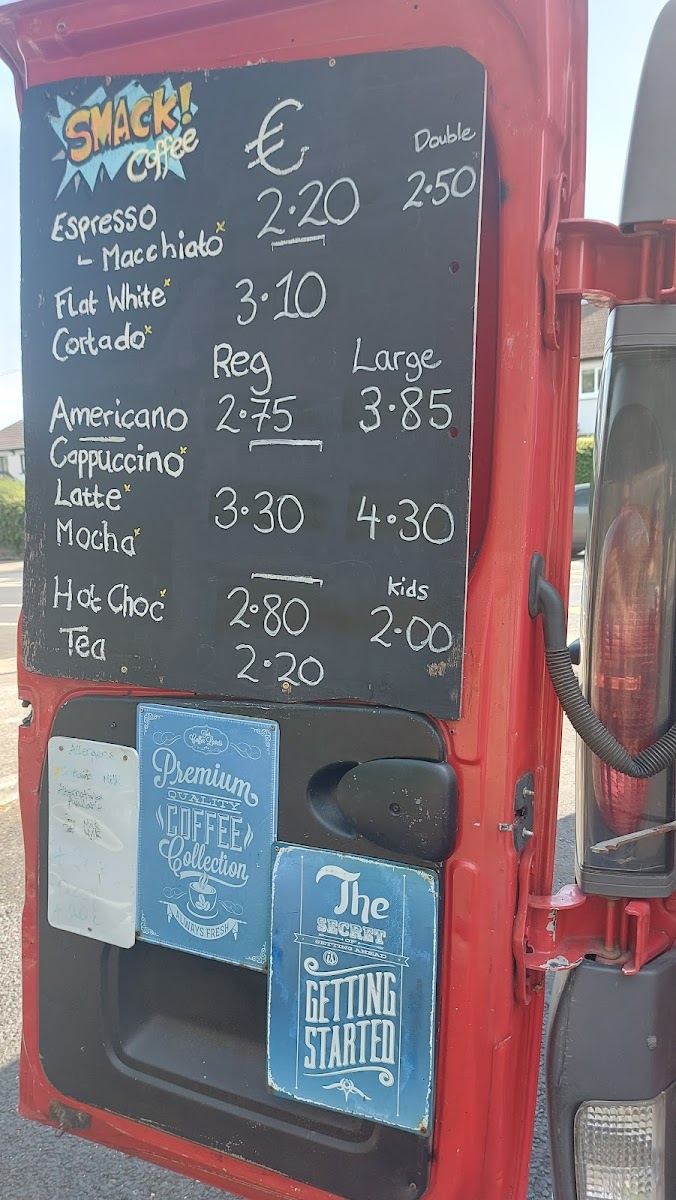 SMACK!
Coffee
€
Double
Espresso 2.20 2.50
Macchiato*
Flat White* 3.10
Cortado*
Reg Large
Americano 2.75 3.85
Cappuccino*
Latte* 3.30 4.30
Mocha*
Kids
Hot Choc* 2.80 2.00
Tea 2.20
Allergens
Milk
Premium
QUALITY
COFFEE
Collection
ALWAYS FRESH
The
SECRET
OF
GETTING AHEAD
IS
GETTING
STARTED